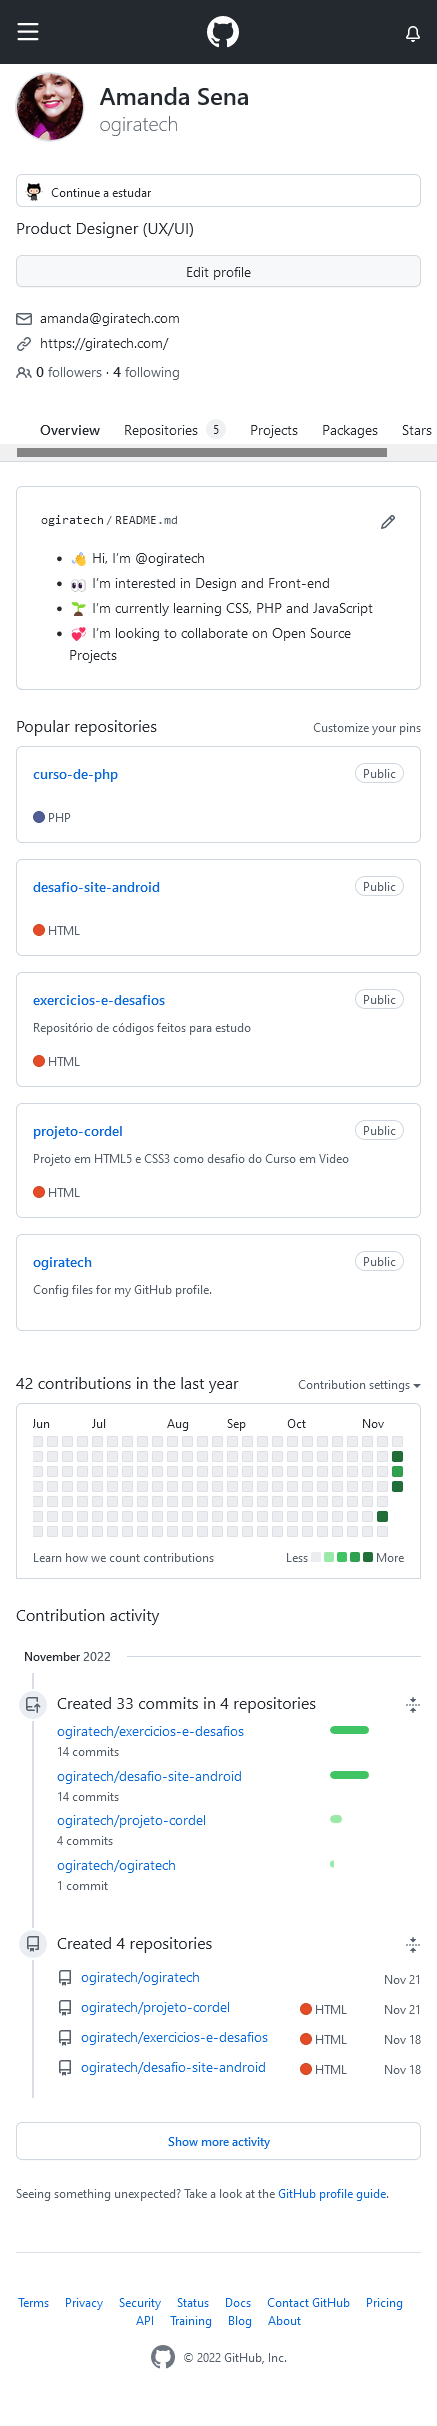 Amanda Sena
ogiratech
Continue a estudar
Product Designer (UX/UI)
Edit profile
amanda@giratech.com
https://giratech.com/
0 followers · 4 following
Overview Repositories 5 Projects Packages Stars
ogiratech / README.md
• 👋 Hi, I'm @ogiratech
• 👀 I'm interested in Design and Front-end
• 🌱 I'm currently learning CSS, PHP and JavaScript
• 💞️ I'm looking to collaborate on Open Source
Projects
Popular repositories Customize your pins
curso-de-php Public
PHP
desafio-site-android Public
HTML
exercicios-e-desafios Public
Repositório de códigos feitos para estudo
HTML
projeto-cordel Public
Projeto em HTML5 e CSS3 como desafio do Curso em Video
HTML
ogiratech Public
Config files for my GitHub profile.
42 contributions in the last year Contribution settings
Jun Jul Aug Sep Oct Nov
Learn how we count contributions Less More
Contribution activity
November 2022
Created 33 commits in 4 repositories
ogiratech/exercicios-e-desafios
14 commits
ogiratech/desafio-site-android
14 commits
ogiratech/projeto-cordel
4 commits
ogiratech/ogiratech
1 commit
Created 4 repositories
ogiratech/ogiratech Nov 21
ogiratech/projeto-cordel HTML Nov 21
ogiratech/exercicios-e-desafios HTML Nov 18
ogiratech/desafio-site-android HTML Nov 18
Show more activity
Seeing something unexpected? Take a look at the GitHub profile guide.
Terms Privacy Security Status Docs Contact GitHub Pricing
API Training Blog About
© 2022 GitHub, Inc.